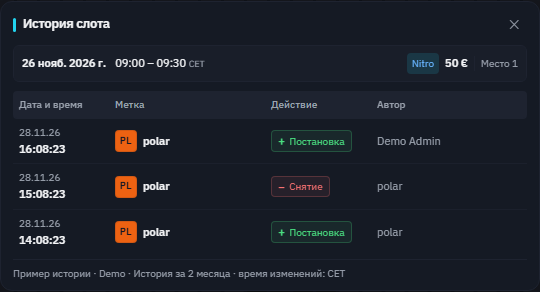 История слота
26 нояб. 2026 г. 09:00 – 09:30 CET Nitro 50 € Место 1
Дата и время Метка Действие Автор
28.11.26
16:08:23 PL polar + Постановка Demo Admin
28.11.26
15:08:23 PL polar – Снятие polar
28.11.26
14:08:23 PL polar + Постановка polar
Пример истории · Demo · История за 2 месяца · время изменений: CET